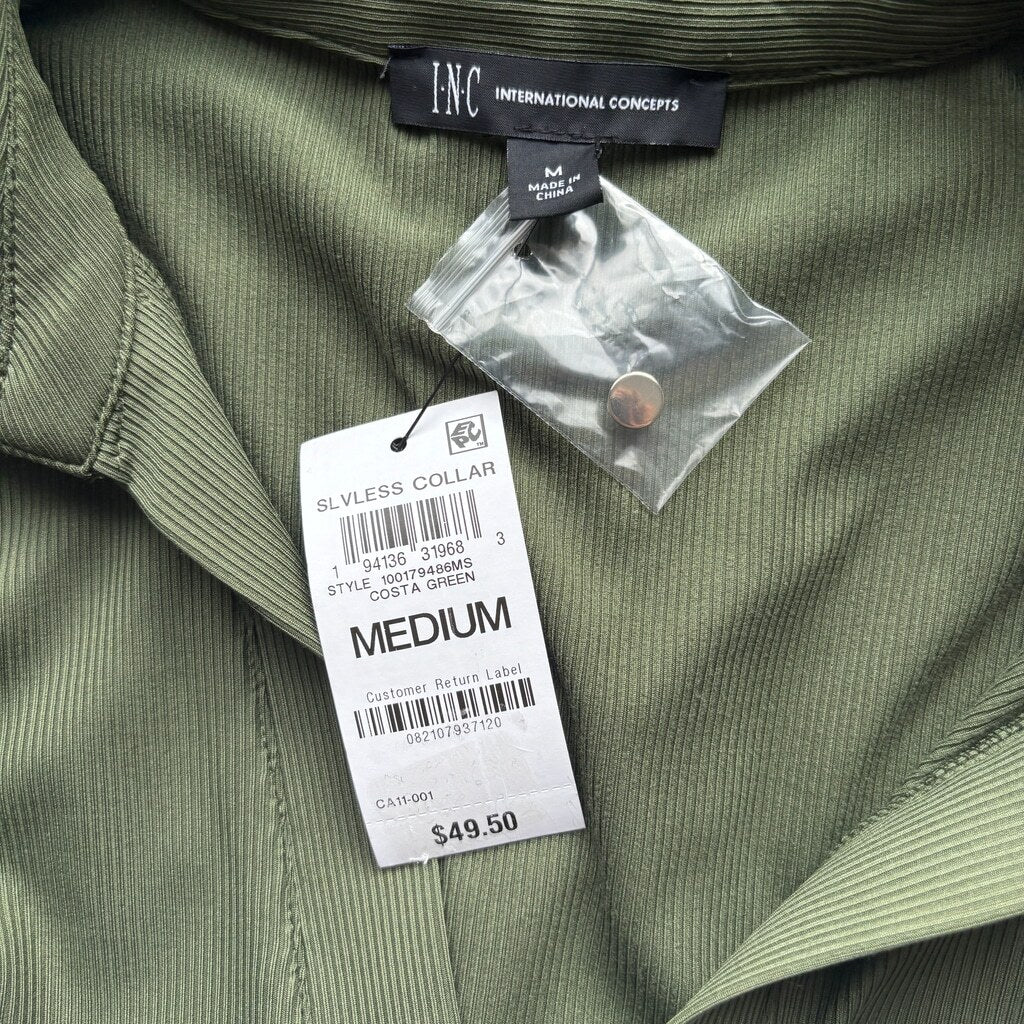 I·N·C INTERNATIONAL CONCEPTS
M
MADE IN
CHINA
EPC™
SLVLESS COLLAR
1 94136 31968 3
STYLE 100179486MS
COSTA GREEN
MEDIUM
Customer Return Label
082107937120
CA11-001
$49.50